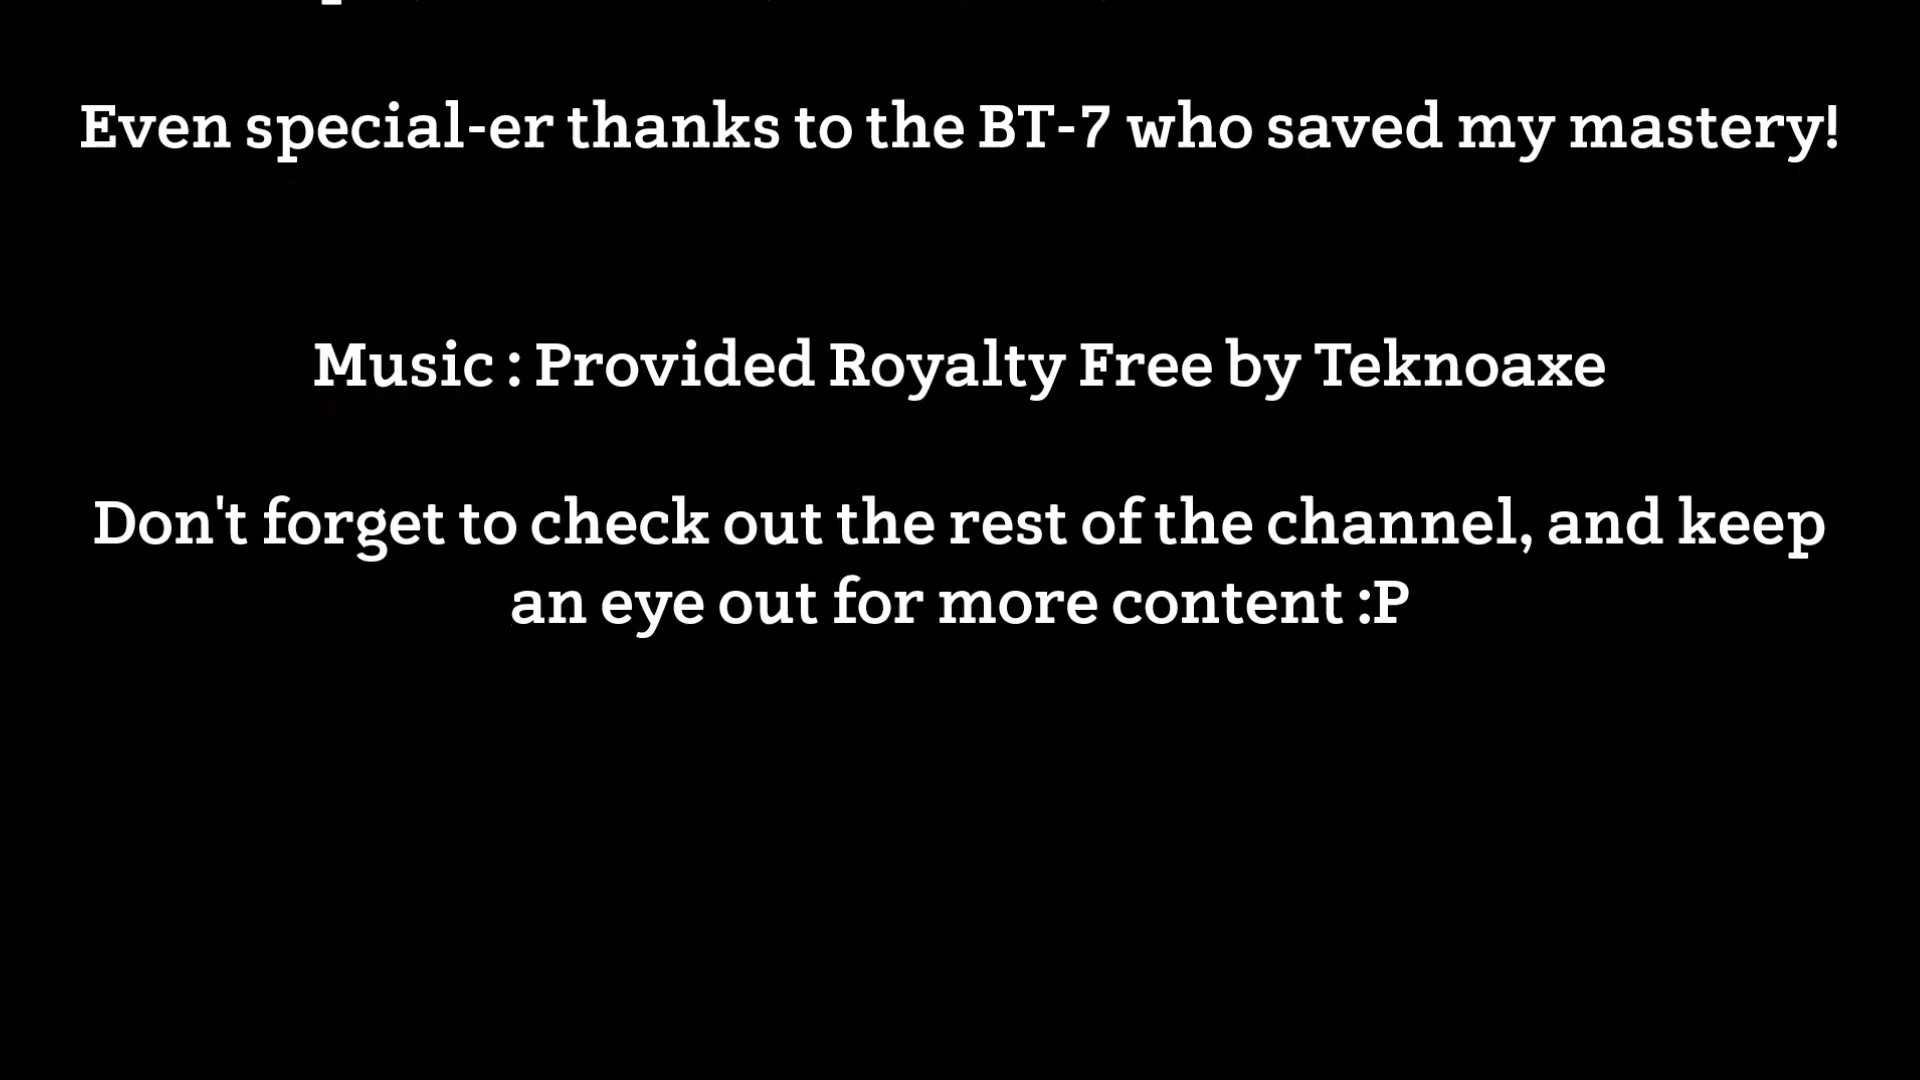 Even special-er thanks to the BT-7 who saved my mastery!
Music : Provided Royalty Free by Teknoaxe
Don't forget to check out the rest of the channel, and keep
an eye out for more content :P